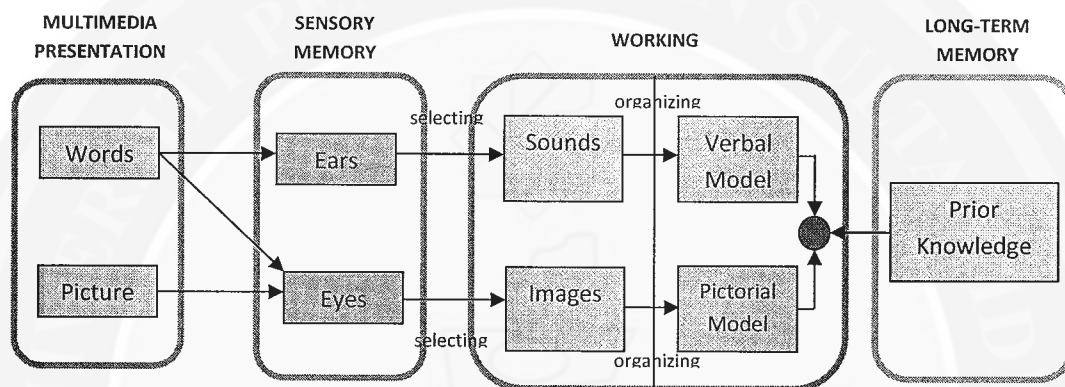 MULTIMEDIA
PRESENTATION
SENSORY
MEMORY
WORKING
LONG-TERM
MEMORY
selecting
organizing
Words
Ears
Sounds
Verbal
Model
Prior
Knowledge
Picture
Eyes
Images
Pictorial
Model
selecting
organizing